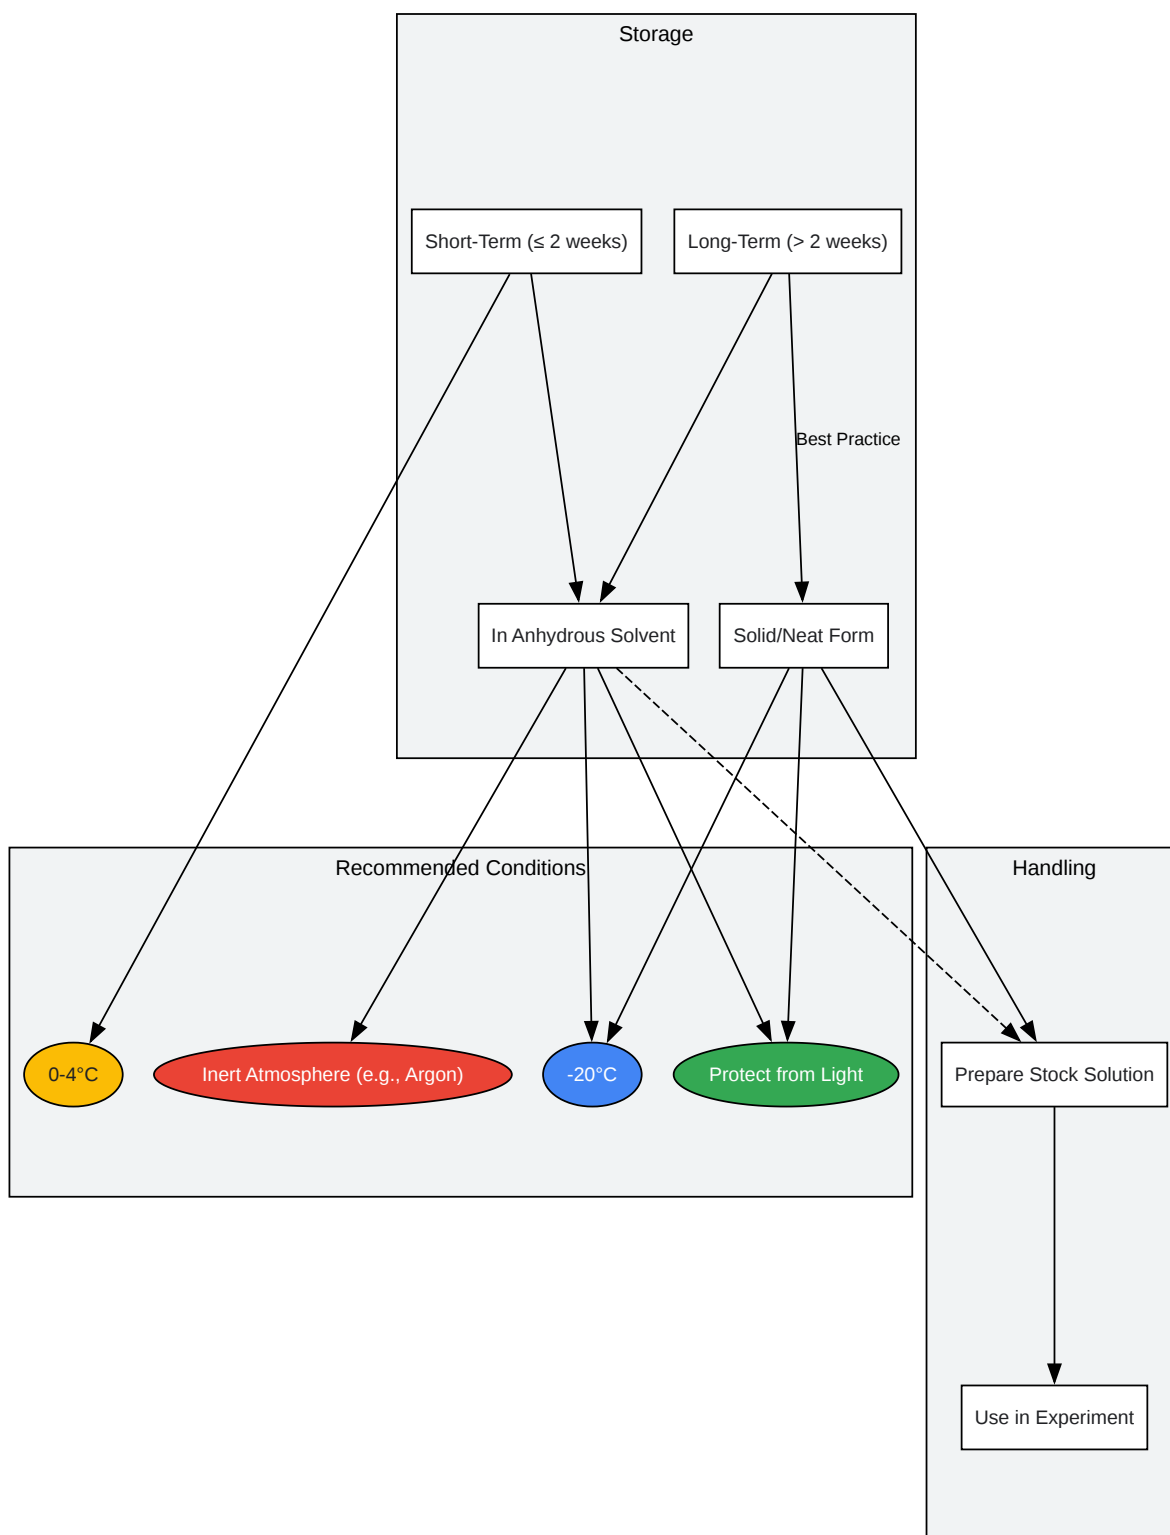 Storage
Short-Term (≤ 2 weeks)
Long-Term (> 2 weeks)
Best Practice
In Anhydrous Solvent
Solid/Neat Form
Recommended Conditions
Handling
0-4°C
Inert Atmosphere (e.g., Argon)
-20°C
Protect from Light
Prepare Stock Solution
Use in Experiment